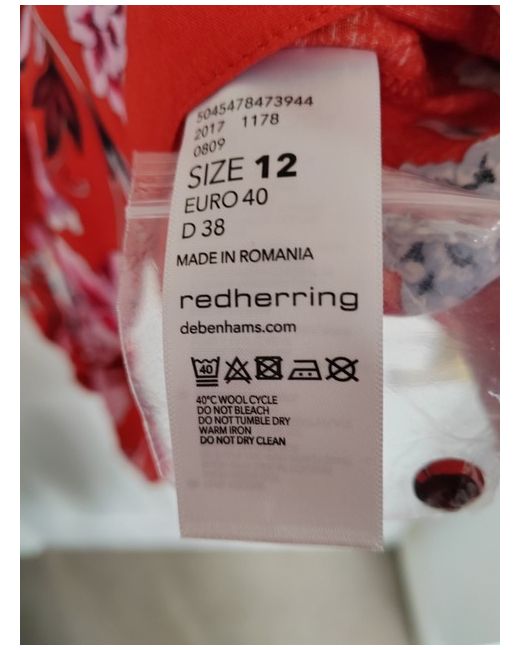 5045478473944
2017 1178
0809
SIZE 12
EURO 40
D 38
MADE IN ROMANIA
redherring
debenhams.com
40
40°C WOOL CYCLE
DO NOT BLEACH
DO NOT TUMBLE DRY
WARM IRON
DO NOT DRY CLEAN